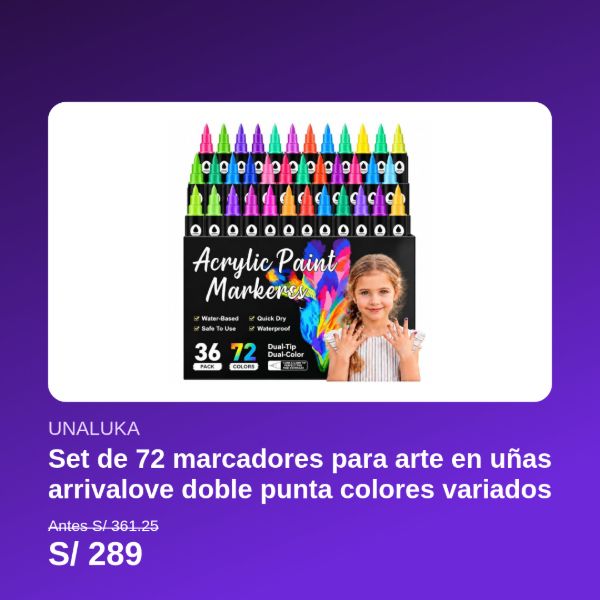 Acrylic Paint
Markeres
Water-Based
Quick Dry
Safe To Use
Waterproof
36
PACK
72
COLORS
Dual-Tip
Dual-Color
UNALUKA
Set de 72 marcadores para arte en uñas
arrivalove doble punta colores variados
Antes S/ 361.25
S/ 289